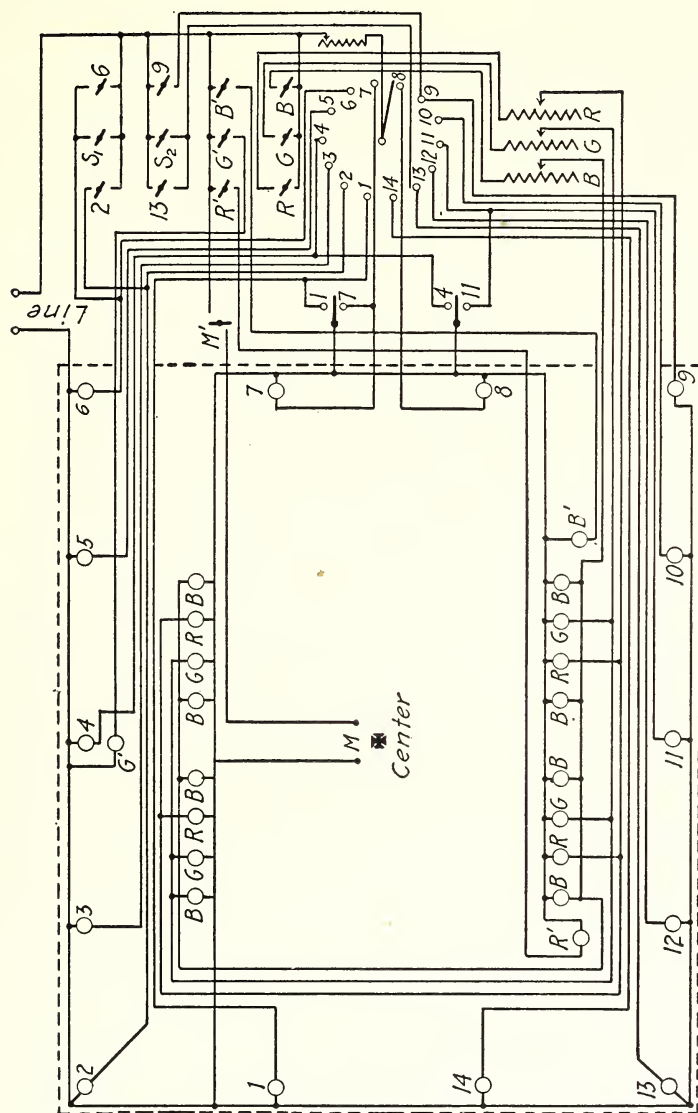 Line
2 3 4 5 6
G'
2 S₁ 6
13 S₂ 9
R' G' B'
R G B
M'
B G R B B G R B
1 7
1 7
M
Center
4 11
14 8
1 2 3 4 5 6 7 8 9 10 11 12 13 14
R' B R G B B R G B B'
B G R
13 12 11 10 9